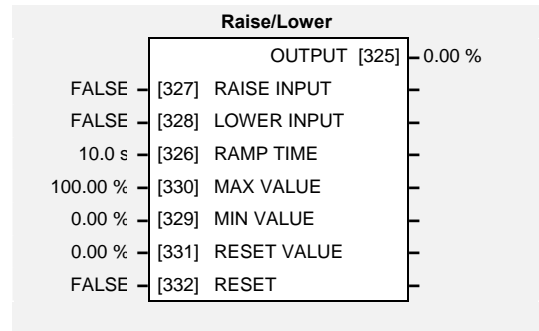 Raise/Lower
OUTPUT [325] – 0.00 %
FALSE – [327] RAISE INPUT –
FALSE – [328] LOWER INPUT –
10.0 s – [326] RAMP TIME –
100.00 % – [330] MAX VALUE –
0.00 % – [329] MIN VALUE –
0.00 % – [331] RESET VALUE –
FALSE – [332] RESET –